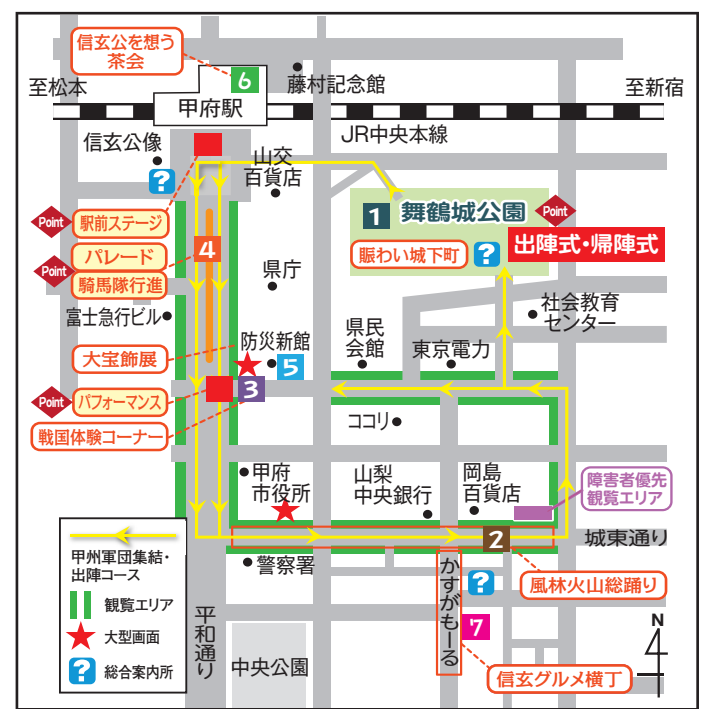 信玄公を想う
茶会
6
藤村記念館
至松本
至新宿
甲府駅
JR中央本線
信玄公像
?
山交
百貨店
1
舞鶴城公園
Point
出陣式・帰陣式
賑わい城下町
?
Point
駅前ステージ
Point
パレード
騎馬隊行進
4
県庁
富士急行ビル
社会教育
センター
防災新館
5
県民
会館
東京電力
大宝飾展
3
Point
パフォーマンス
戦国体験コーナー
ココリ
甲府
市役所
山梨
中央銀行
岡島
百貨店
障害者優先
観覧エリア
2
城東通り
甲州軍団集結・
出陣コース
観覧エリア
大型画面
?
総合案内所
警察署
平和通り
中央公園
かすがもーる
?
7
風林火山総踊り
信玄グルメ横丁
N
4